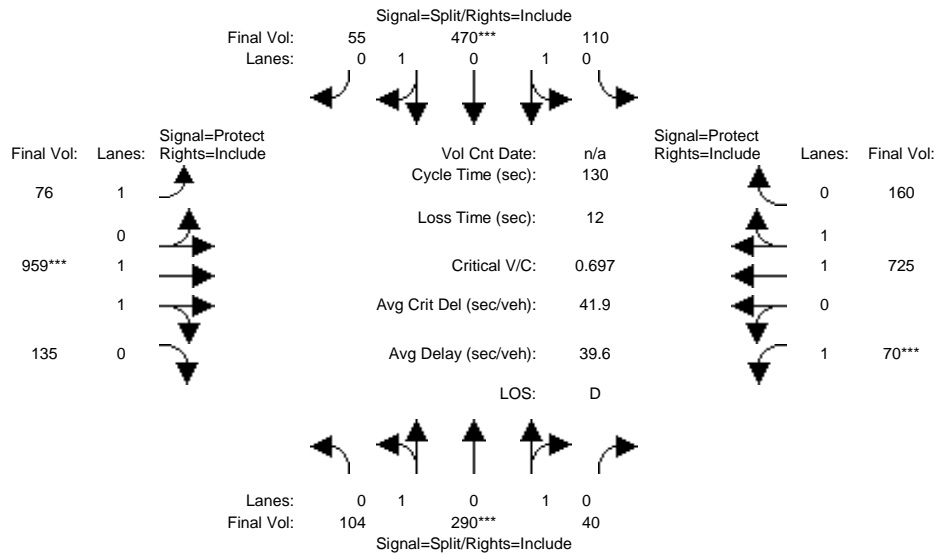 Signal=Split/Rights=Include
Final Vol: 55 470*** 110
Lanes: 0 1 0 1 0
Signal=Protect
Final Vol: Lanes: Rights=Include
Vol Cnt Date: n/a
Signal=Protect
Rights=Include Lanes: Final Vol:
Cycle Time (sec): 130
76 1
0 160
Loss Time (sec): 12
0
1
959*** 1
Critical V/C: 0.697
1 725
1
Avg Crit Del (sec/veh): 41.9
0
135 0
Avg Delay (sec/veh): 39.6
1 70***
LOS: D
Lanes: 0 1 0 1 0
Final Vol: 104 290*** 40
Signal=Split/Rights=Include